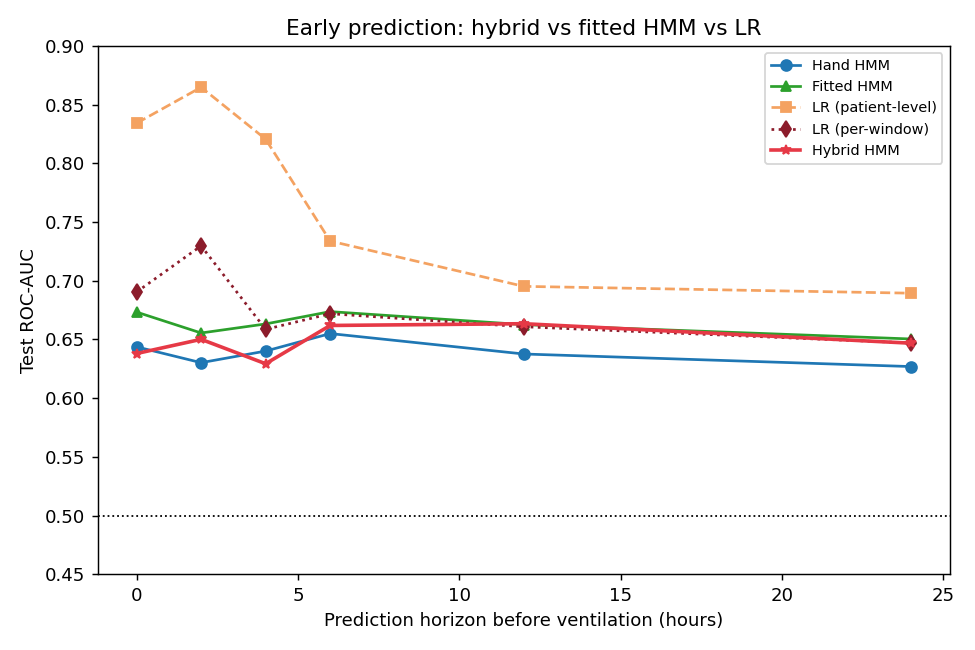 Early prediction: hybrid vs fitted HMM vs LR
0.90
0.85
0.80
0.75
0.70
0.65
0.60
0.55
0.50
0.45
Test ROC-AUC
Hand HMM
Fitted HMM
LR (patient-level)
LR (per-window)
Hybrid HMM
0 5 10 15 20 25
Prediction horizon before ventilation (hours)